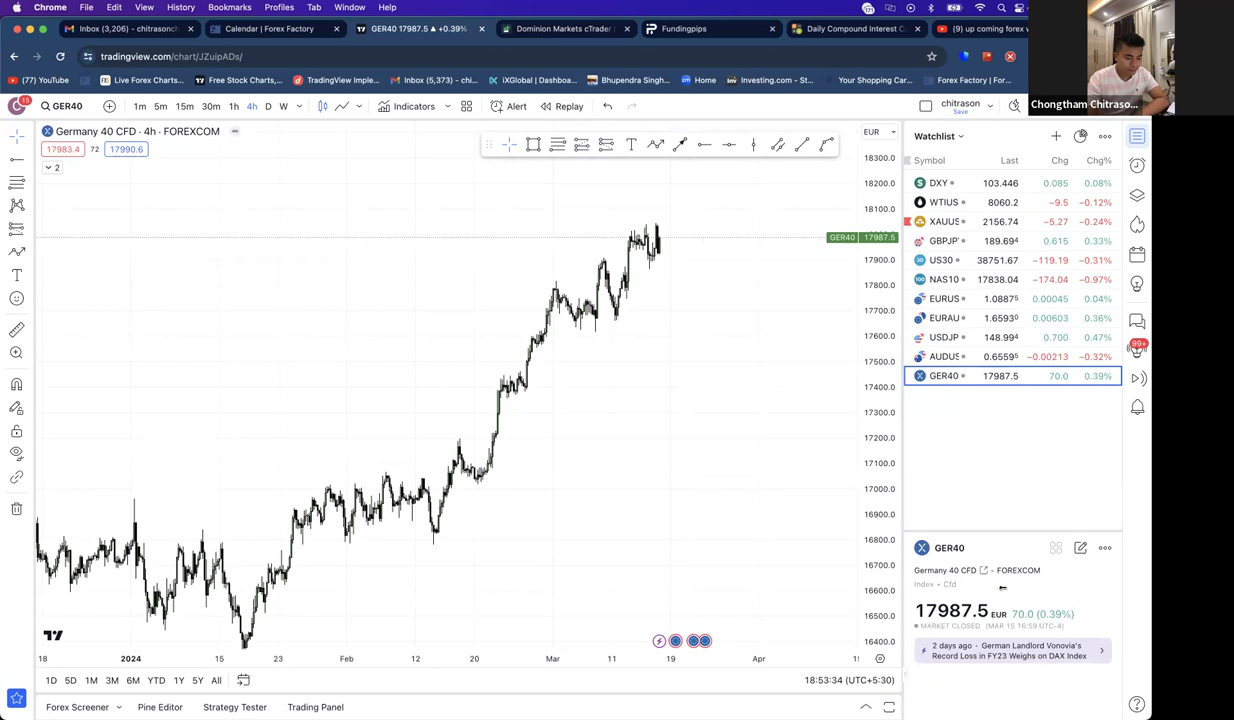 Chrome File Edit View History Bookmarks Profiles Tab Window Help
Inbox (3,206) - chitrasonch
Calendar | Forex Factory
GER40 17987.5 ▲ +0.39%
Dominion Markets cTrader
Fundingpips
Daily Compound Interest C
(9) up coming forex
tradingview.com/chart/JZuipADs/
(77) YouTube
Live Forex Charts...
Free Stock Charts,...
TradingView Imple...
Inbox (5,373) - chi...
iXGlobal | Dashboa...
Bhupendra Singh...
Home
Investing.com - St...
Your Shopping Car...
Forex Factory | For...
Chongtham Chitraso...
15
GER40
1m 5m 15m 30m 1h 4h D W
Indicators
Alert
Replay
chitrason
Save
Germany 40 CFD · 4h · FOREXCOM
17983.4 72 17990.6
2
T
EUR
18300.0
18200.0
18100.0
GER40 17987.5
17900.0
17800.0
17700.0
17600.0
17500.0
17400.0
17300.0
17200.0
17100.0
17000.0
16900.0
16800.0
16700.0
16600.0
16500.0
16400.0
18 2024 15 23 Feb 12 20 Mar 11 19 Apr
1D 5D 1M 3M 6M YTD 1Y 5Y All
18:53:34 (UTC+5:30)
Forex Screener
Pine Editor
Strategy Tester
Trading Panel
Watchlist
Symbol Last Chg Chg%
DXY 103.446 0.085 0.08%
WTIUS 8060.2 −9.5 −0.12%
XAUUS 2156.74 −5.27 −0.24%
GBPJP 189.694 0.615 0.33%
US30 38751.67 −119.19 −0.31%
NAS10 17838.04 −174.04 −0.97%
EURUS 1.08875 0.00045 0.04%
EURAU 1.65930 0.00603 0.36%
USDJP 148.994 0.700 0.47%
AUDUS 0.65595 −0.00213 −0.32%
GER40 17987.5 70.0 0.39%
99+
GER40
Germany 40 CFD · FOREXCOM
Index • Cfd
17987.5 EUR 70.0 (0.39%)
MARKET CLOSED (MAR 15 16:59 UTC-4)
2 days ago · German Landlord Vonovia's
Record Loss in FY23 Weighs on DAX Index